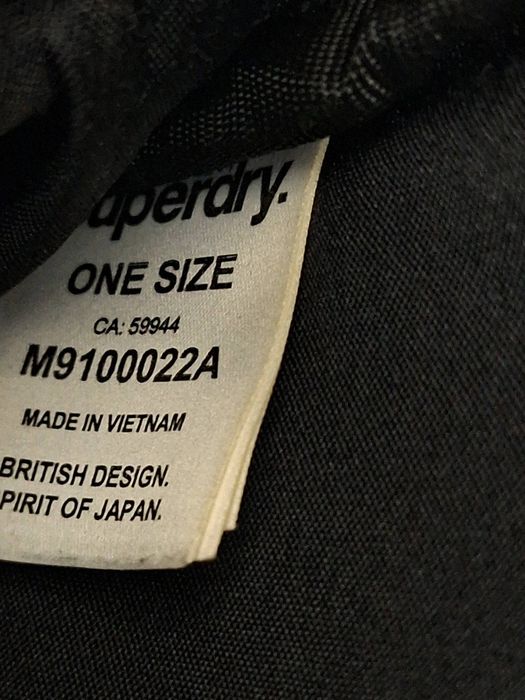 uperdry.
ONE SIZE
CA: 59944
M9100022A
MADE IN VIETNAM
BRITISH DESIGN.
PIRIT OF JAPAN.